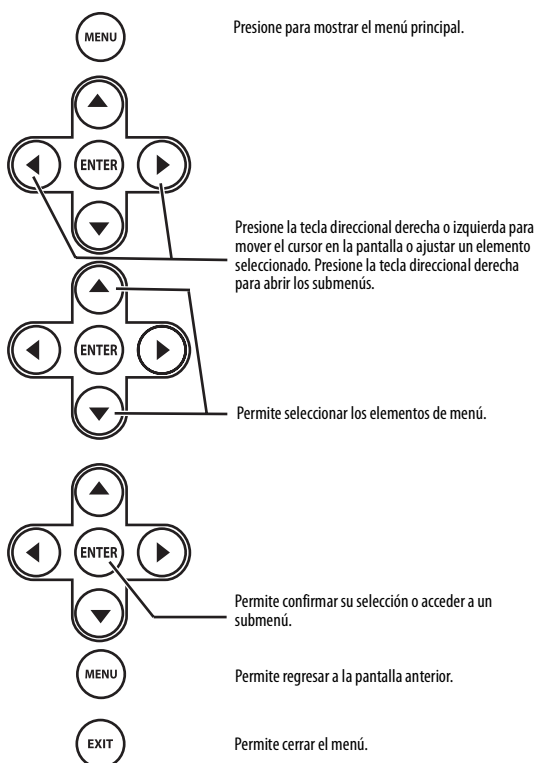 MENU
Presione para mostrar el menú principal.
ENTER
Presione la tecla direccional derecha o izquierda para
mover el cursor en la pantalla o ajustar un elemento
seleccionado. Presione la tecla direccional derecha
para abrir los submenús.
ENTER
Permite seleccionar los elementos de menú.
ENTER
Permite confirmar su selección o acceder a un
submenú.
MENU
Permite regresar a la pantalla anterior.
EXIT
Permite cerrar el menú.